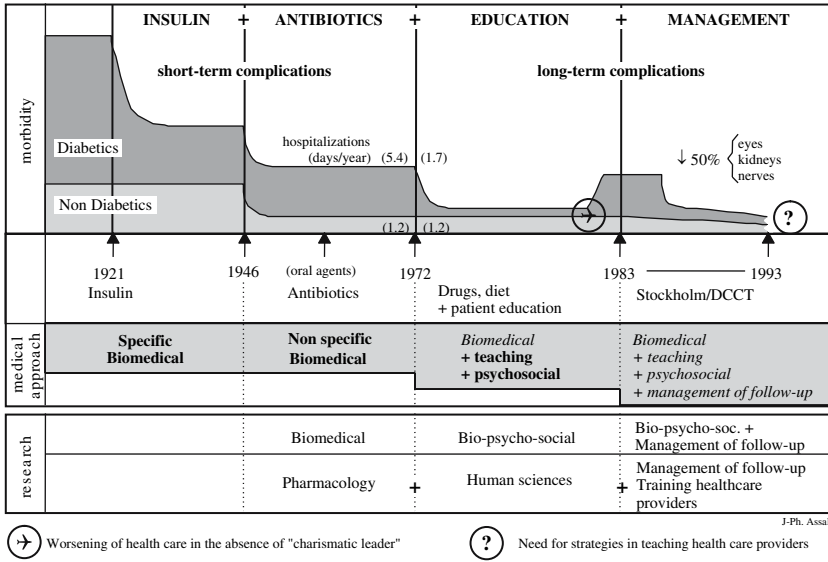 INSULIN + ANTIBIOTICS + EDUCATION + MANAGEMENT
short-term complications
long-term complications
morbidity
Diabetics
Non Diabetics
hospitalizations
(days/year) (5.4) (1.7)
(1.2) (1.2)
↓ 50%
eyes
kidneys
nerves
?
1921
Insulin
1946
(oral agents)
Antibiotics
1972
Drugs, diet
+ patient education
1983
1993
Stockholm/DCCT
medical
approach
Specific
Biomedical
Non specific
Biomedical
Biomedical
+ teaching
+ psychosocial
Biomedical
+ teaching
+ psychosocial
+ management of follow-up
research
Biomedical
Bio-psycho-social
Bio-psycho-soc. +
Management of follow-up
Pharmacology
+
Human sciences
+
Management of follow-up
Training healthcare
providers
J-Ph. Assal
Worsening of health care in the absence of "charismatic leader"
? Need for strategies in teaching health care providers